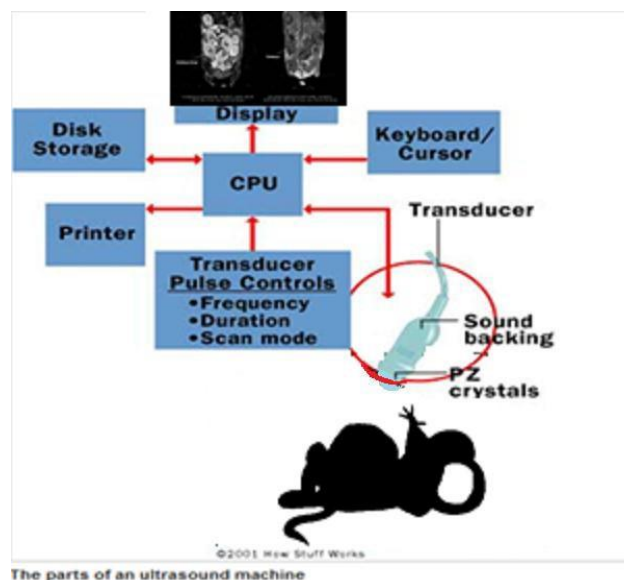 Display
Disk
Storage
Keyboard/
Cursor
CPU
Printer
Transducer
Transducer
Pulse Controls
•Frequency
•Duration
•Scan mode
Sound
backing
PZ
crystals
©2001 How Stuff Works
The parts of an ultrasound machine